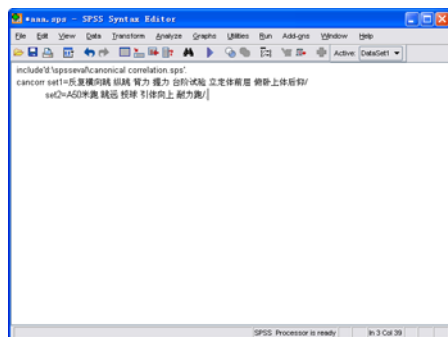 *aaa.sps - SPSS Syntax Editor
File Edit View Data Transform Analyze Graphs Utilities Run Add-ons Window Help
Active: DataSet1
include'd:\spsseval\canonical correlation.sps'.
cancorr set1=反复横向跳 纵跳 背力 握力 台阶试验 立定体前屈 俯卧上体后仰/
set2=A50米跑 跳远 投球 引体向上 耐力跑/
SPSS Processor is ready
In 3 Col 39